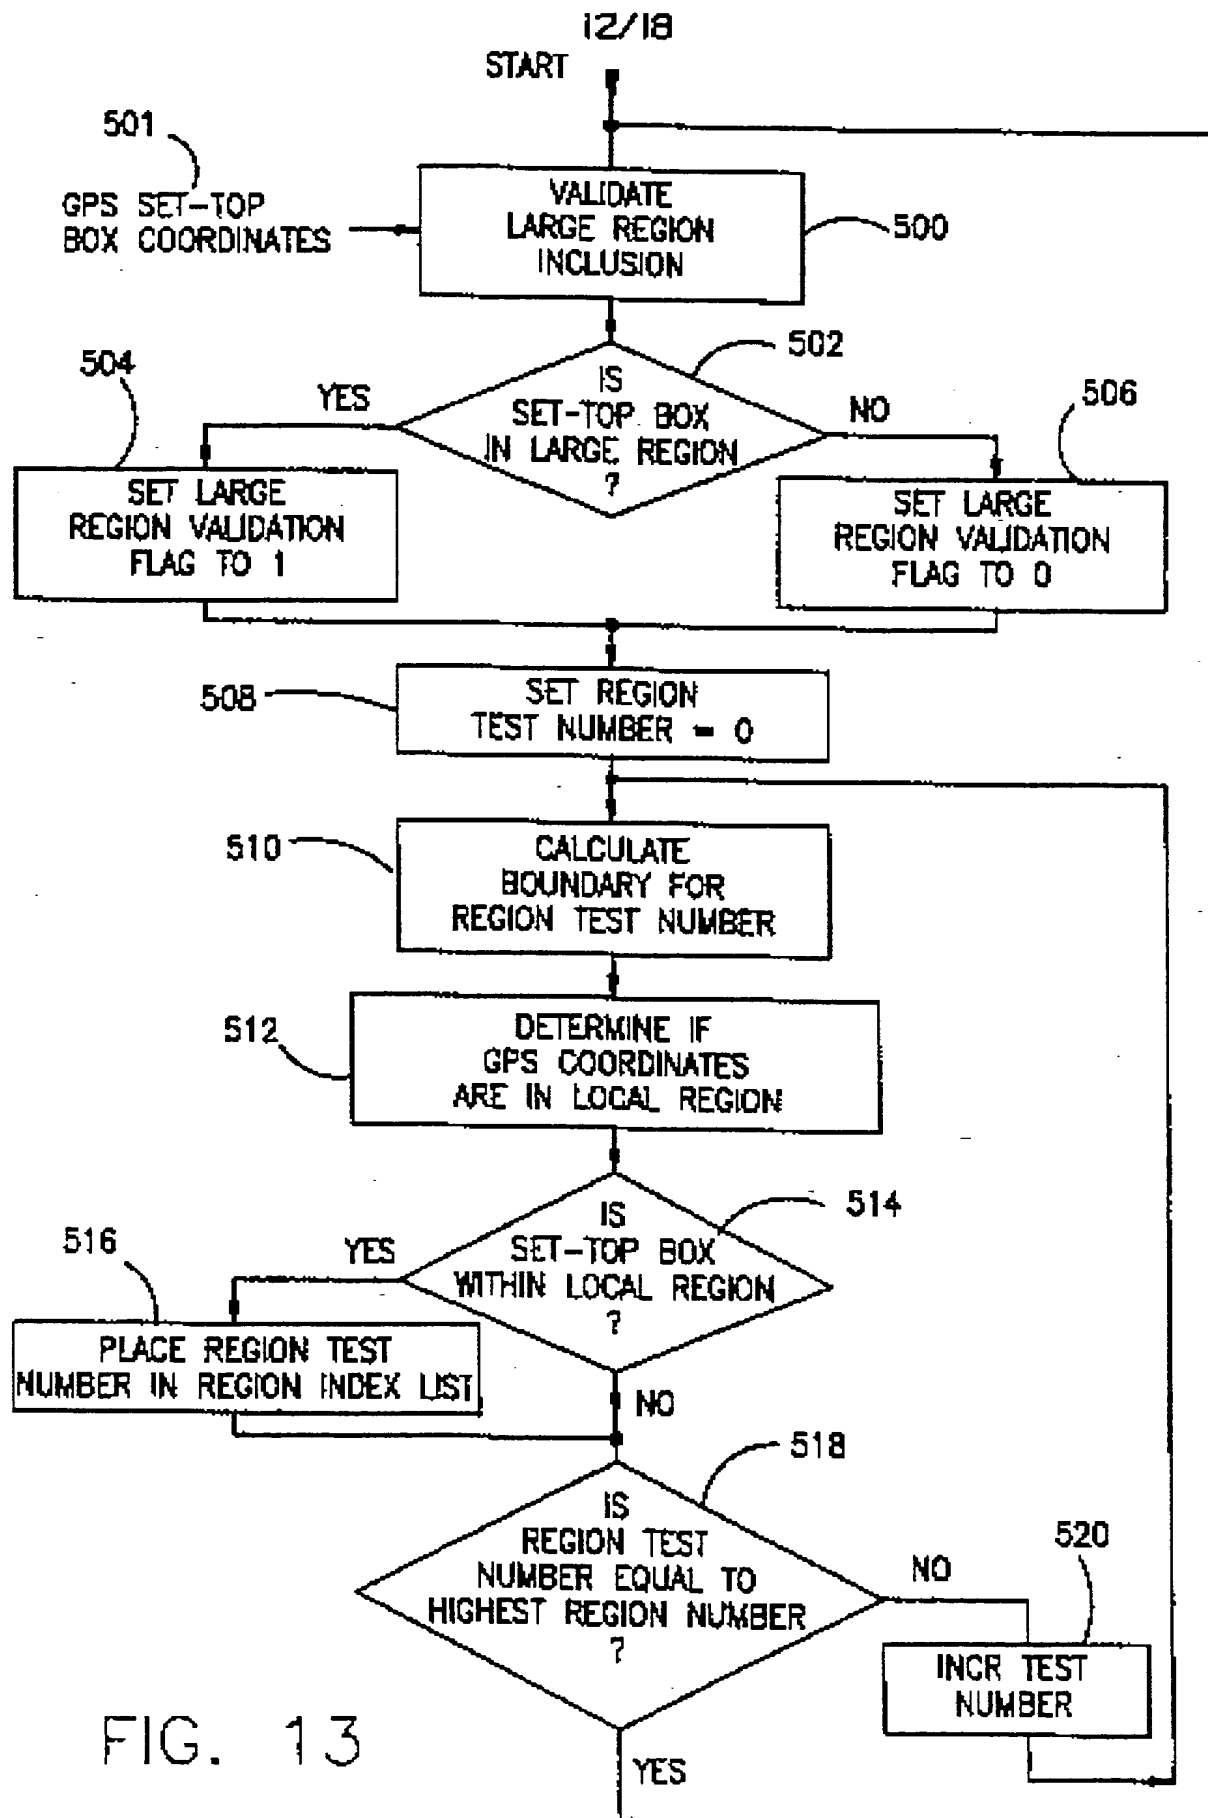 12/18
START
501
GPS SET-TOP
BOX COORDINATES
VALIDATE
LARGE REGION
INCLUSION
500
502
504
YES
IS
SET-TOP BOX
IN LARGE REGION
?
NO
506
SET LARGE
REGION VALIDATION
FLAG TO 1
SET LARGE
REGION VALIDATION
FLAG TO 0
508
SET REGION
TEST NUMBER = 0
510
CALCULATE
BOUNDARY FOR
REGION TEST NUMBER
512
DETERMINE IF
GPS COORDINATES
ARE IN LOCAL REGION
514
516
YES
IS
SET-TOP BOX
WITHIN LOCAL REGION
?
PLACE REGION TEST
NUMBER IN REGION INDEX LIST
NO
518
IS
REGION TEST
NUMBER EQUAL TO
HIGHEST REGION NUMBER
?
NO
520
INCR TEST
NUMBER
FIG. 13
YES